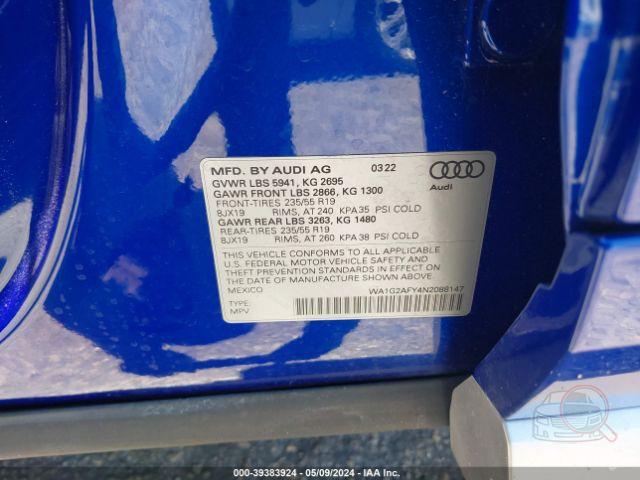 MFD. BY AUDI AG 03.22
GVWR LBS 5941, KG 2695
GAWR FRONT LBS 2866, KG 1300
FRONT-TIRES 235/55 R19
8JX19 RIMS, AT 240 KPA 35 PSI COLD
GAWR REAR LBS 3263, KG 1480
REAR-TIRES 235/55 R19
8JX19 RIMS, AT 260 KPA 38 PSI COLD
THIS VEHICLE CONFORMS TO ALL APPLICABLE
U.S. FEDERAL MOTOR VEHICLE SAFETY AND
THEFT PREVENTION STANDARDS IN EFFECT ON
THE DATE OF MANUFACTURE SHOWN ABOVE.
MEXICO
WA1G2AFY4N2088147
TYPE:
MPV
Audi
000-39383924 - 05/09/2024 - IAA Inc.